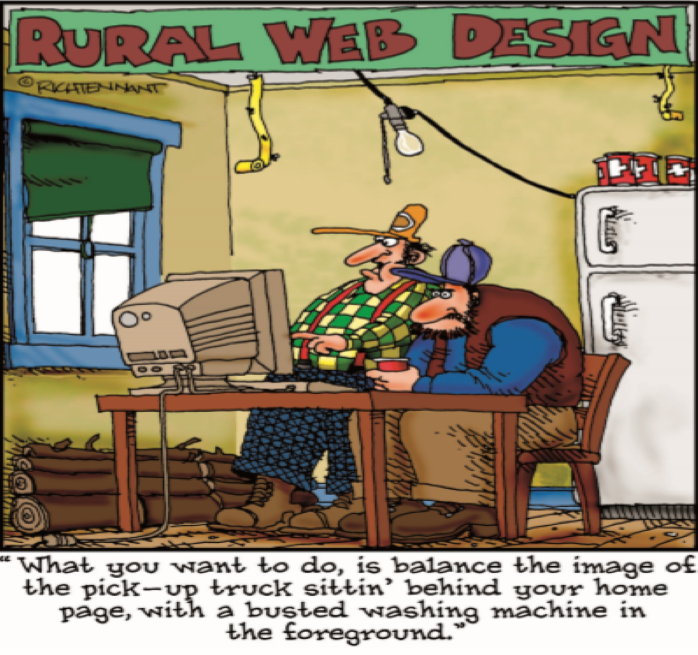 RURAL WEB DESIGN
© RICHTENNANT
“What you want to do, is balance the image of
the pick-up truck sittin’ behind your home
page, with a busted washing machine in
the foreground.”